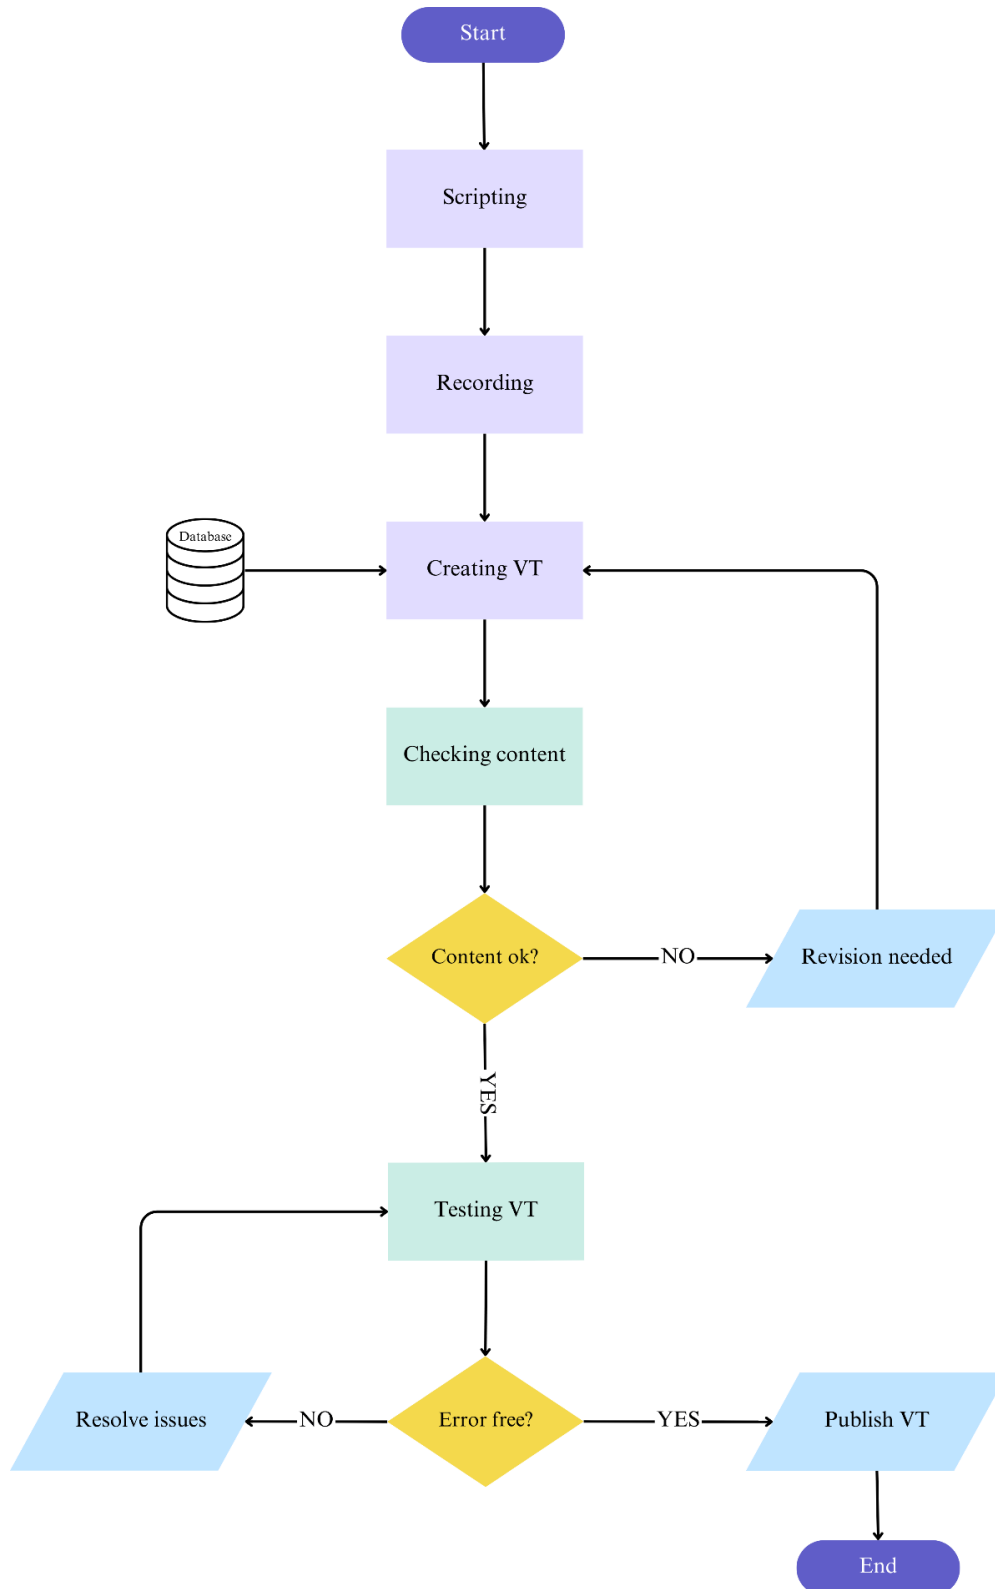 Start
Scripting
Recording
Database
Creating VT
Checking content
Content ok?
NO
Revision needed
YES
Testing VT
Resolve issues
NO
Error free?
YES
Publish VT
End